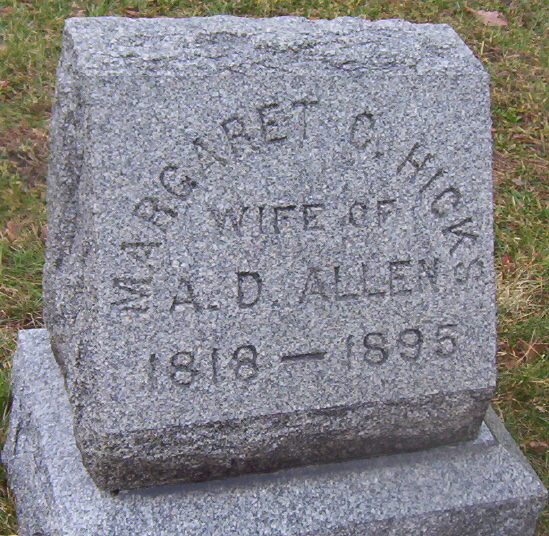 MARGARET C. HICKS
WIFE OF
A. D. ALLEN
1818 — 1895